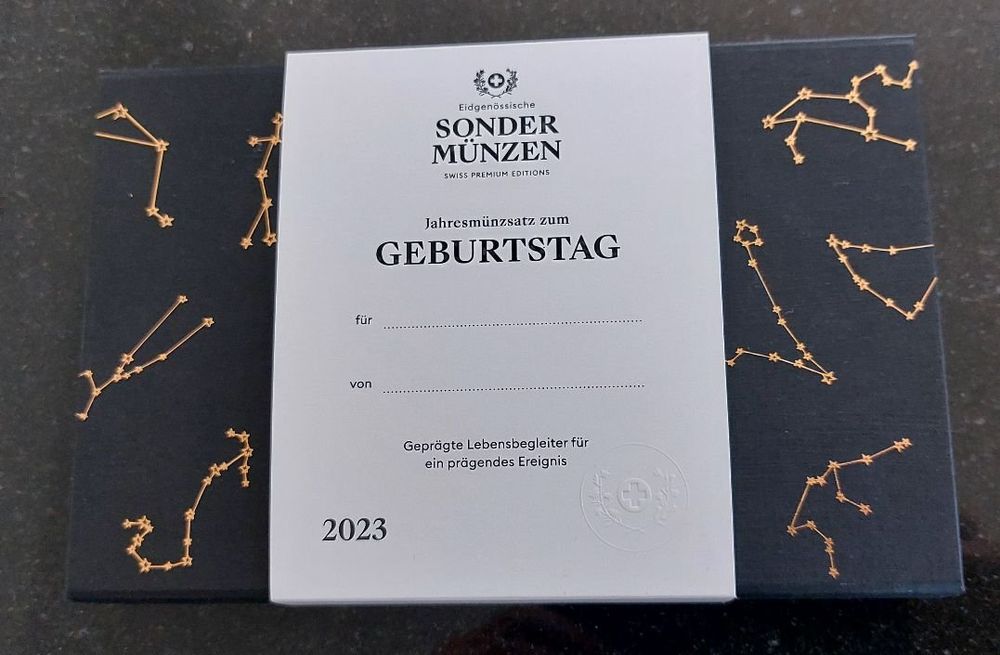 Eidgenössische
SONDER
MÜNZEN
SWISS PREMIUM EDITIONS
Jahresmünzsatz zum
GEBURTSTAG
für
von
Geprägte Lebensbegleiter für
ein prägendes Ereignis
2023